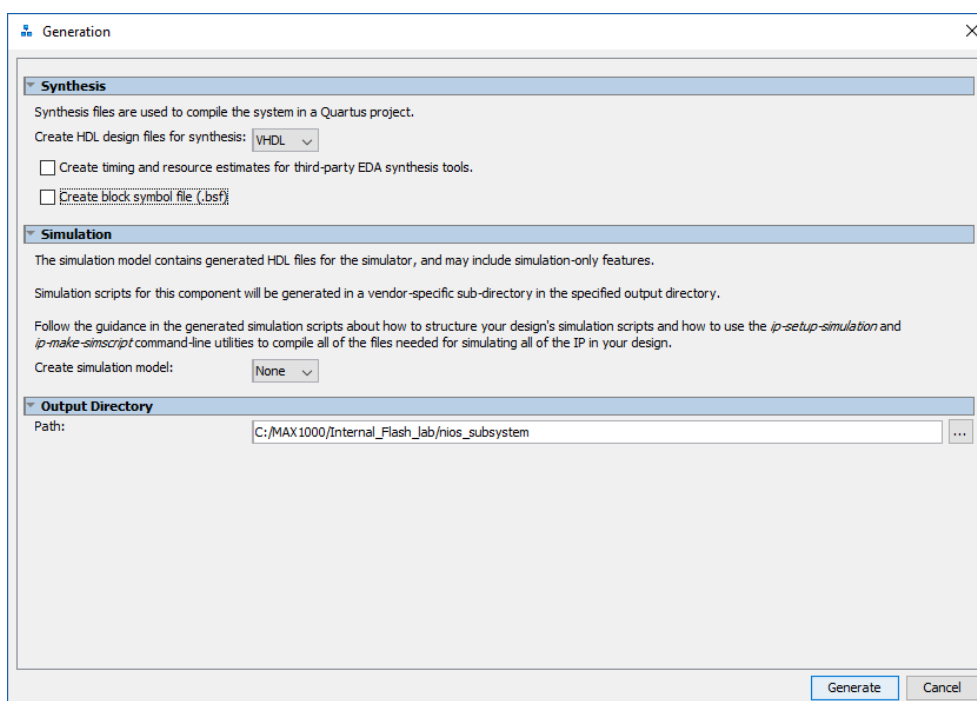 Generation
Synthesis
Synthesis files are used to compile the system in a Quartus project.
Create HDL design files for synthesis: VHDL
Create timing and resource estimates for third-party EDA synthesis tools.
Create block symbol file (.bsf)
Simulation
The simulation model contains generated HDL files for the simulator, and may include simulation-only features.
Simulation scripts for this component will be generated in a vendor-specific sub-directory in the specified output directory.
Follow the guidance in the generated simulation scripts about how to structure your design's simulation scripts and how to use the ip-setup-simulation and
ip-make-simscript command-line utilities to compile all of the files needed for simulating all of the IP in your design.
Create simulation model: None
Output Directory
Path: C:/MAX1000/Internal_Flash_lab/nios_subsystem ...
Generate Cancel